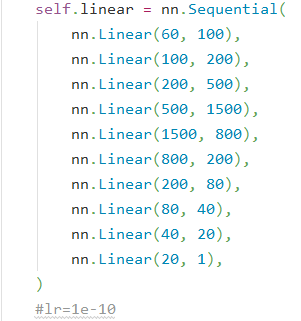 self.linear = nn.Sequential(
    nn.Linear(60, 100),
    nn.Linear(100, 200),
    nn.Linear(200, 500),
    nn.Linear(500, 1500),
    nn.Linear(1500, 800),
    nn.Linear(800, 200),
    nn.Linear(200, 80),
    nn.Linear(80, 40),
    nn.Linear(40, 20),
    nn.Linear(20, 1),
)
#lr=1e-10